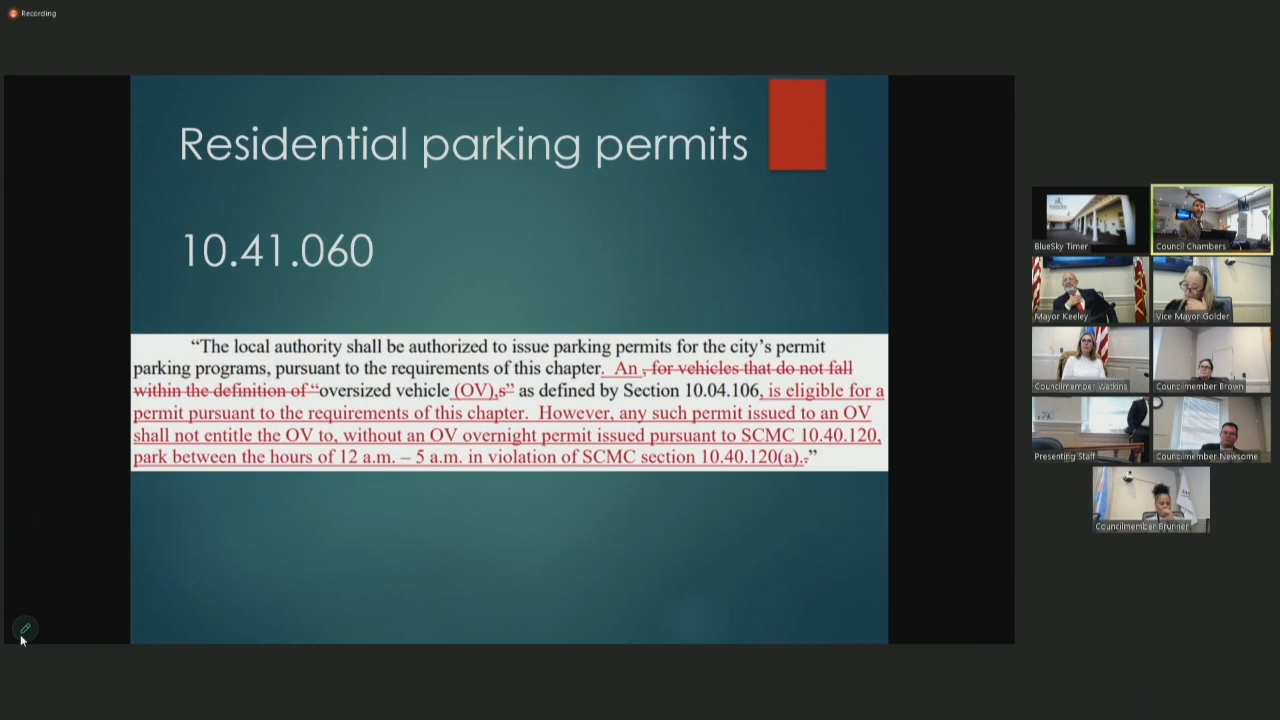 Recording
Residential parking permits
10.41.060
“The local authority shall be authorized to issue parking permits for the city’s permit
parking programs, pursuant to the requirements of this chapter. An , for vehicles that do not fall
within the definition of “oversized vehicle (OV),s” as defined by Section 10.04.106, is eligible for a
permit pursuant to the requirements of this chapter. However, any such permit issued to an OV
shall not entitle the OV to, without an OV overnight permit issued pursuant to SCMC 10.40.120,
park between the hours of 12 a.m. – 5 a.m. in violation of SCMC section 10.40.120(a)..”
BlueSky Timer
Council Chambers
Mayor Keeley
Vice Mayor Golder
Councilmember Watkins
Councilmember Brown
Presenting Staff
Councilmember Newsome
Councilmember Brunner